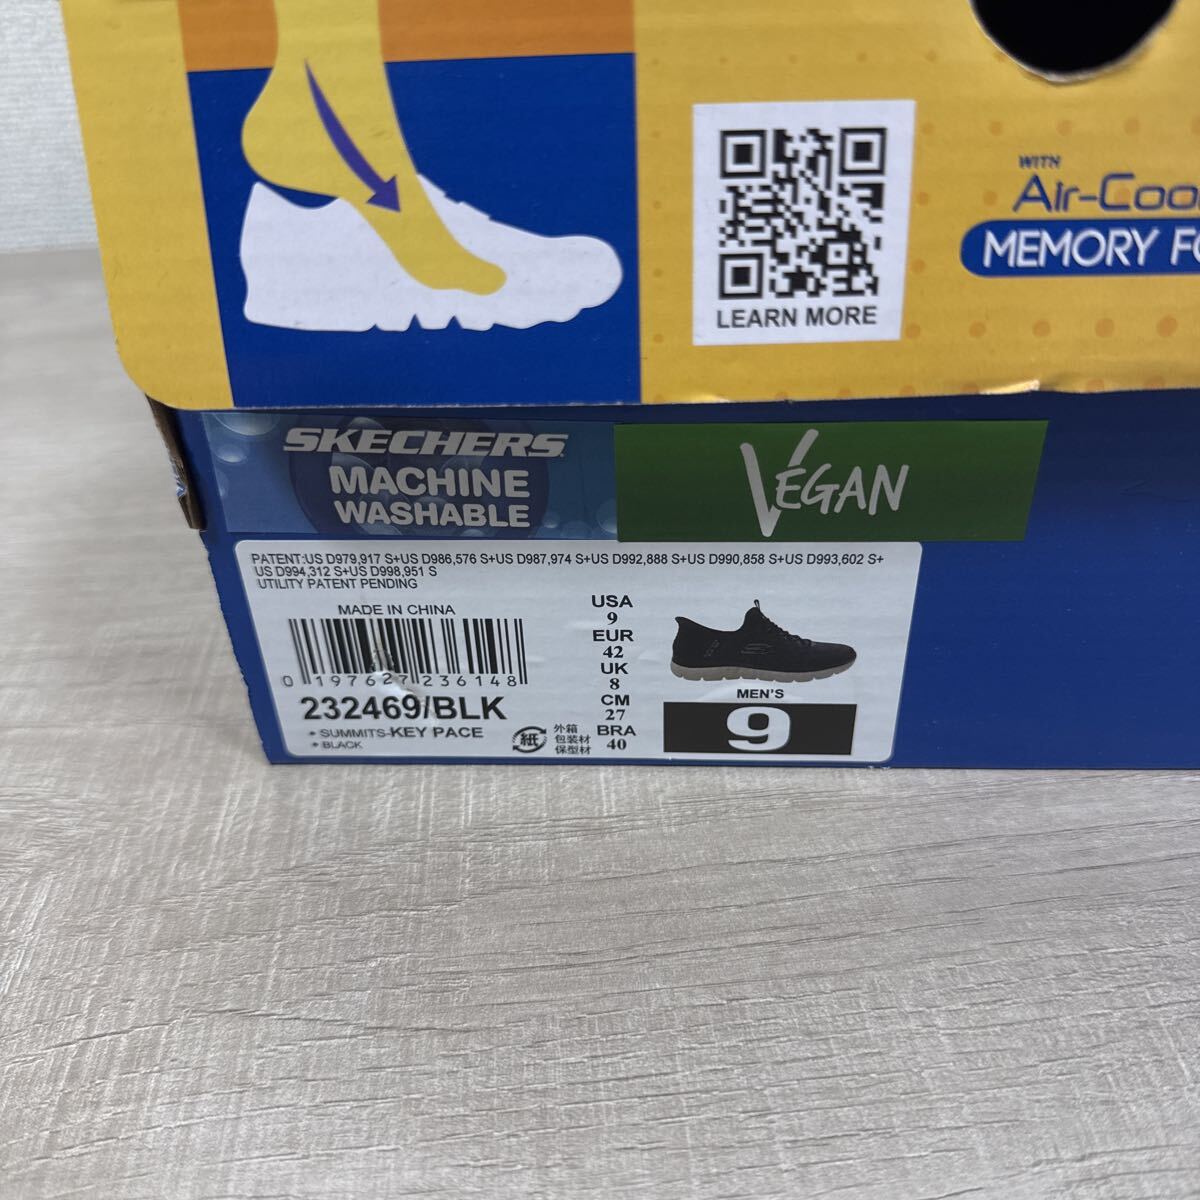 WITH
Air-Coo
MEMORY FO
LEARN MORE
SKECHERS
MACHINE
WASHABLE
VEGAN
PATENT:US D979,917 S+US D986,576 S+US D987,974 S+US D992,888 S+US D990,858 S+US D993,602 S+
US D994,312 S+US D998,951 S
UTILITY PATENT PENDING
MADE IN CHINA
0 197627 236148
232469/BLK
• SUMMITS-KEY PACE
• BLACK
紙
外箱
包装材
保型材
USA
9
EUR
42
UK
8
CM
27
BRA
40
MEN'S
9